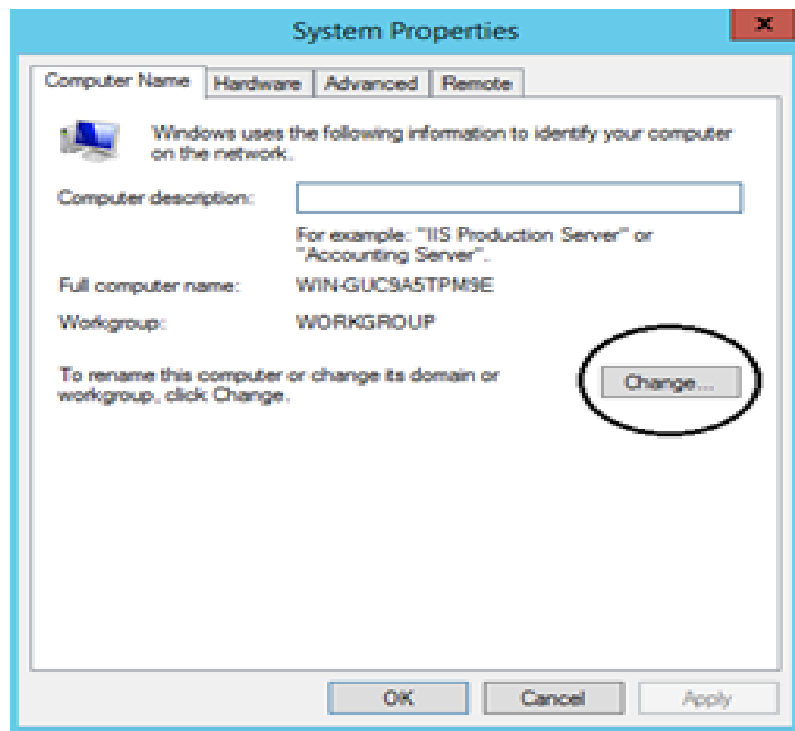 System Properties
Computer Name Hardware Advanced Remote
Windows uses the following information to identify your computer
on the network.
Computer description:
For example: "IIS Production Server" or
"Accounting Server".
Full computer name: WIN-GUC9A5TPM9E
Workgroup: WORKGROUP
To rename this computer or change its domain or
workgroup, click Change.
Change...
OK Cancel Apply